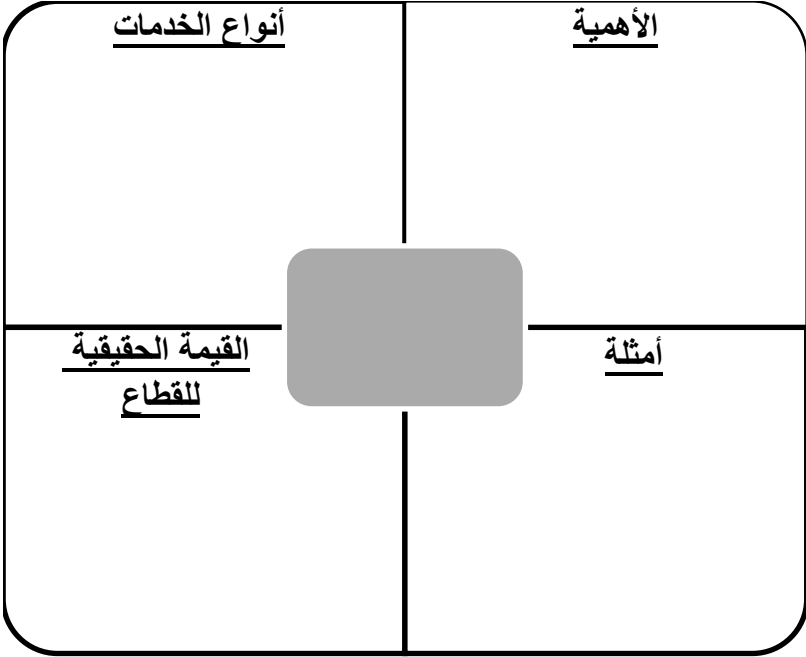 الأهمية
أنواع الخدمات
أمثلة
القيمة الحقيقية
للقطاع